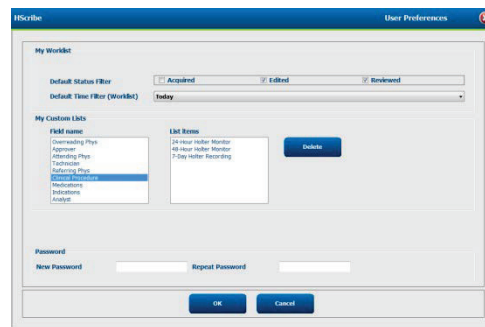 HScribe User Preferences
My Worklist
Default Status Filter Acquired Edited Reviewed
Default Time Filter (Worklist) Today
My Custom Lists
Field name List items
Overreading Phys 24-Hour Holter Monitor
Approver 48-Hour Holter Monitor
Attending Phys 7-Day Holter Recording
Technician
Referring Phys
Clinical Procedure
Medications
Indications
Analyst
Delete
Password
New Password Repeat Password
OK Cancel